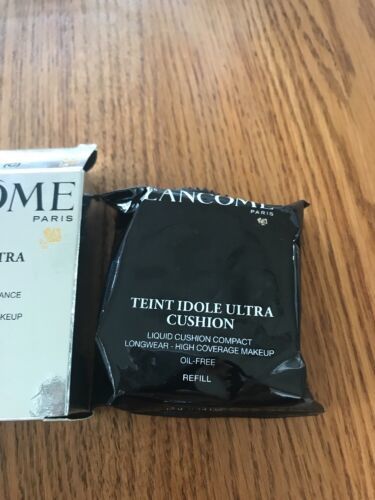 OME
PARIS
TRA
ANCE
AKEUP
LANCOME
PARIS
TEINT IDOLE ULTRA
CUSHION
LIQUID CUSHION COMPACT
LONGWEAR - HIGH COVERAGE MAKEUP
OIL-FREE
REFILL